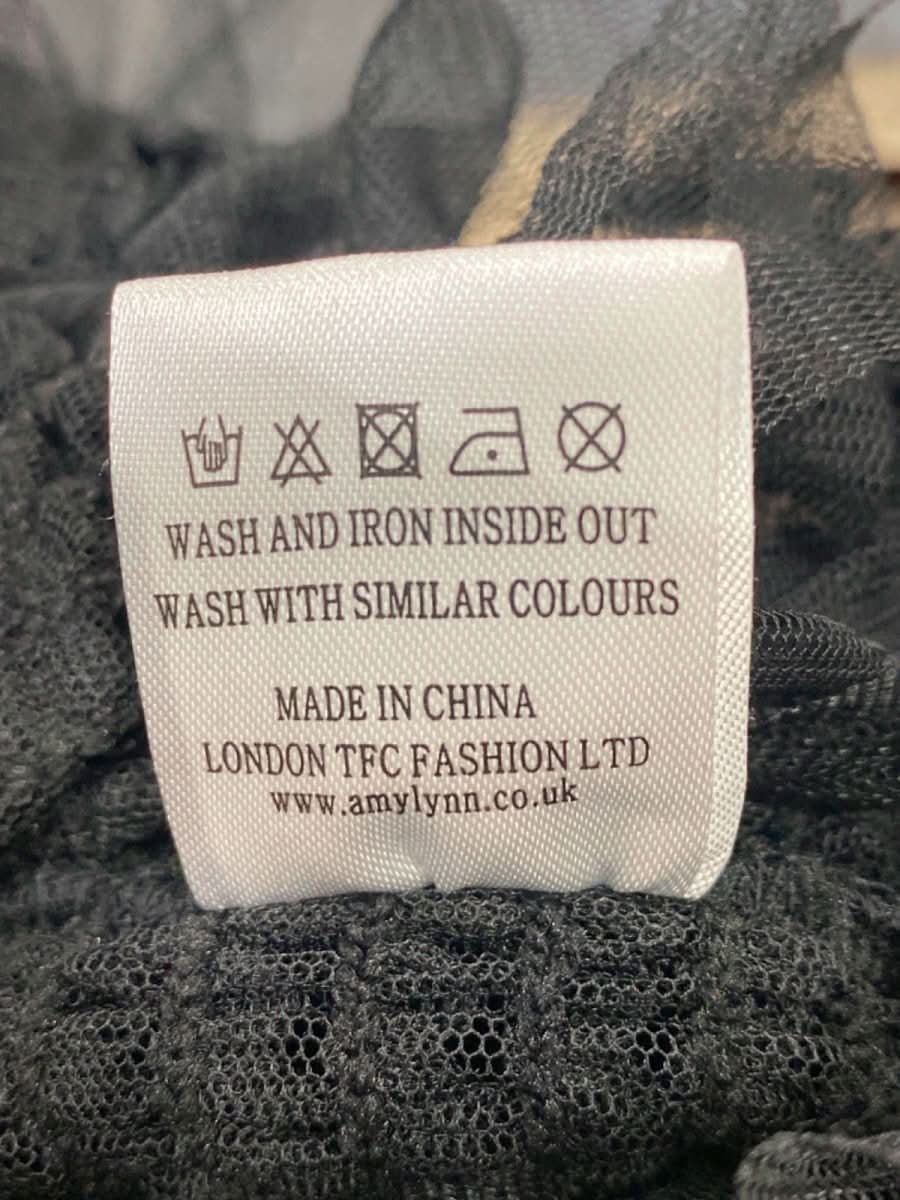 WASH AND IRON INSIDE OUT
WASH WITH SIMILAR COLOURS
MADE IN CHINA
LONDON TFC FASHION LTD
www.amylynn.co.uk